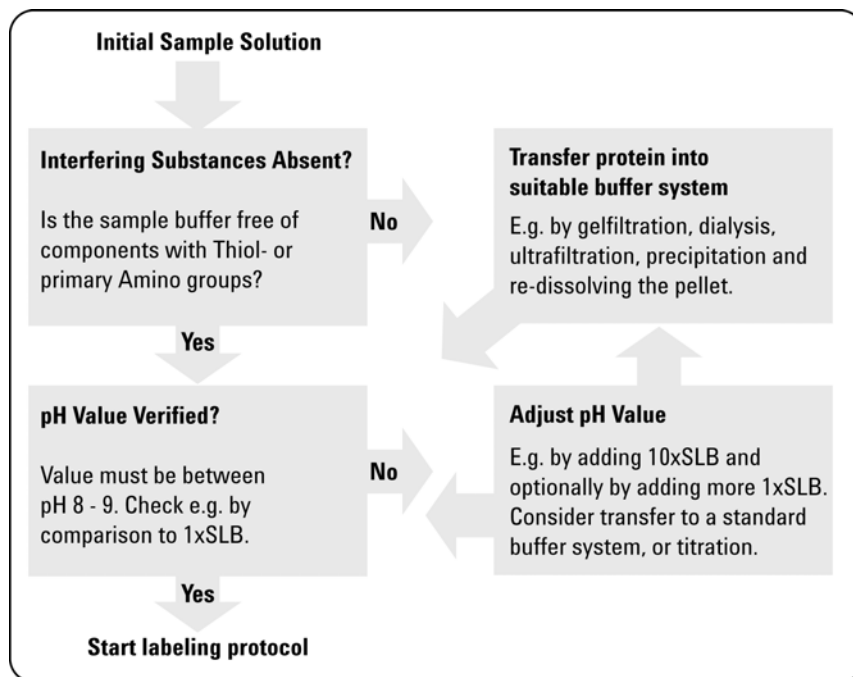 Initial Sample Solution
Interfering Substances Absent?
Is the sample buffer free of
components with Thiol- or
primary Amino groups?
No
Transfer protein into
suitable buffer system
E.g. by gelfiltration, dialysis,
ultrafiltration, precipitation and
re-dissolving the pellet.
Yes
pH Value Verified?
Value must be between
pH 8 - 9. Check e.g. by
comparison to 1xSLB.
No
Adjust pH Value
E.g. by adding 10xSLB and
optionally by adding more 1xSLB.
Consider transfer to a standard
buffer system, or titration.
Yes
Start labeling protocol